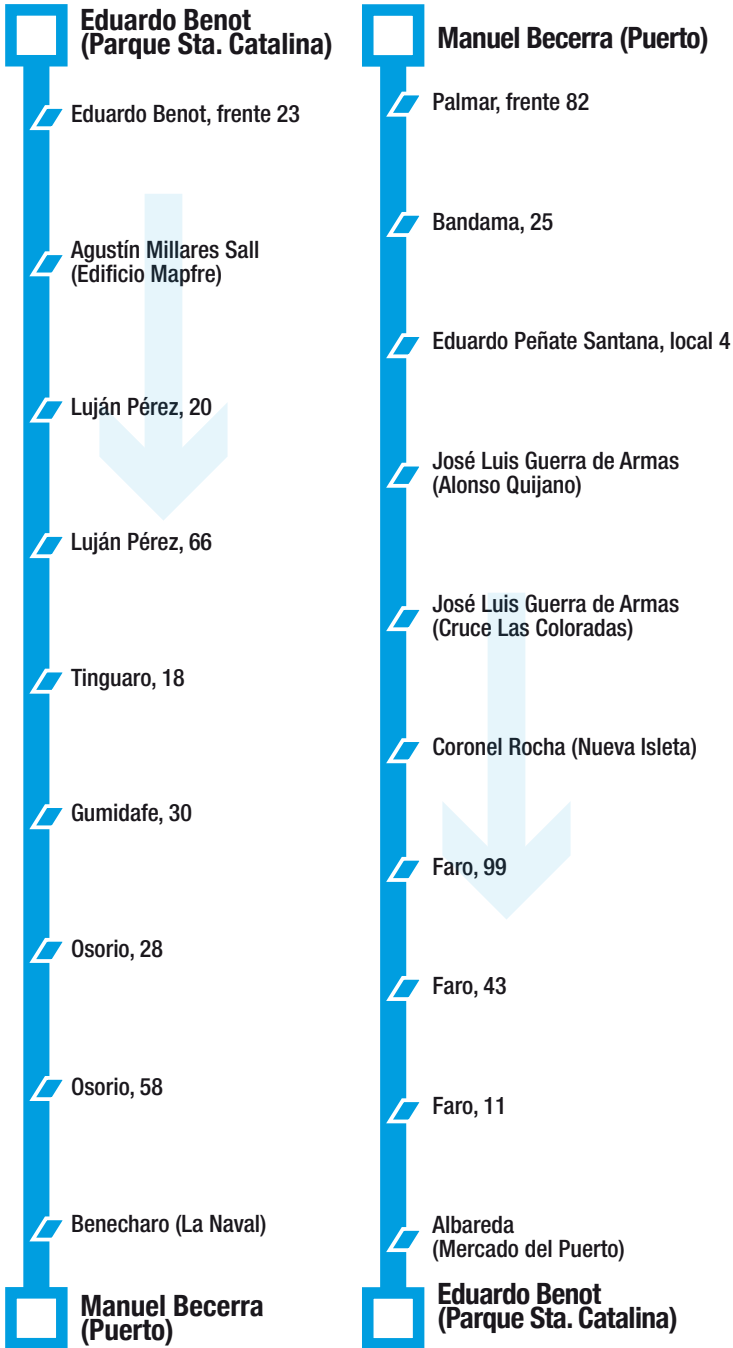 Eduardo Benot
(Parque Sta. Catalina)
Eduardo Benot, frente 23
Agustín Millares Sall
(Edificio Mapfre)
Luján Pérez, 20
Luján Pérez, 66
Tinguaro, 18
Gumidafe, 30
Osorio, 28
Osorio, 58
Benecharo (La Naval)
Manuel Becerra
(Puerto)
Manuel Becerra (Puerto)
Palmar, frente 82
Bandama, 25
Eduardo Peñate Santana, local 4
José Luis Guerra de Armas
(Alonso Quijano)
José Luis Guerra de Armas
(Cruce Las Coloradas)
Coronel Rocha (Nueva Isleta)
Faro, 99
Faro, 43
Faro, 11
Albareda
(Mercado del Puerto)
Eduardo Benot
(Parque Sta. Catalina)